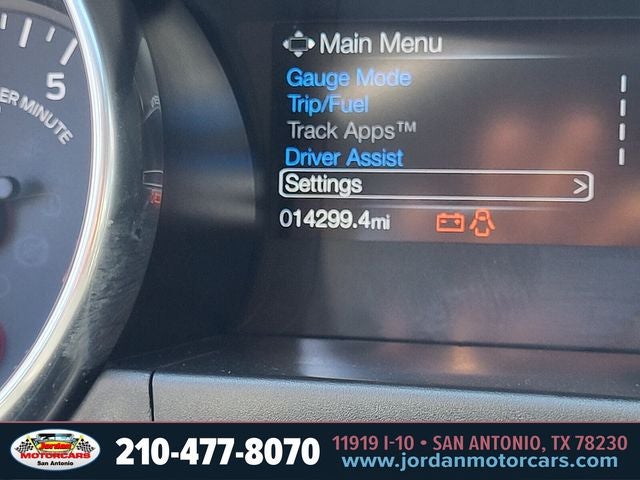 5
ER MINUTE
Main Menu
Gauge Mode
Trip/Fuel
Track Apps™
Driver Assist
Settings >
014299.4mi
Jordan
MOTORCARS
San Antonio
210-477-8070
11919 I-10 • SAN ANTONIO, TX 78230
www.jordanmotorcars.com